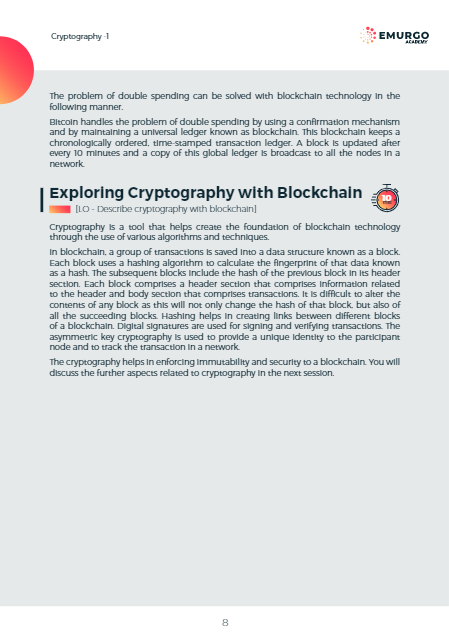 Cryptography -1
EMURGO
ACADEMY
The problem of double spending can be solved with blockchain technology in the
following manner.
Bitcoin handles the problem of double spending by using a confirmation mechanism
and by maintaining a universal ledger known as blockchain. This blockchain keeps a
chronologically ordered, time-stamped transaction ledger. A block is updated after
every 10 minutes and a copy of this global ledger is broadcast to all the nodes in a
network.
Exploring Cryptography with Blockchain
10
[LO - Describe cryptography with blockchain]
Cryptography is a tool that helps create the foundation of blockchain technology
through the use of various algorithms and techniques.
In blockchain, a group of transactions is saved into a data structure known as a block.
Each block uses a hashing algorithm to calculate the fingerprint of that data known
as a hash. The subsequent blocks include the hash of the previous block in its header
section. Each block comprises a header section that comprises information related
to the header and body section that comprises transactions. It is difficult to alter the
contents of any block as this will not only change the hash of that block, but also of
all the succeeding blocks. Hashing helps in creating links between different blocks
of a blockchain. Digital signatures are used for signing and verifying transactions. The
asymmetric key cryptography is used to provide a unique identity to the participant
node and to track the transaction in a network.
The cryptography helps in enforcing immutability and security to a blockchain. You will
discuss the further aspects related to cryptography in the next session.
8